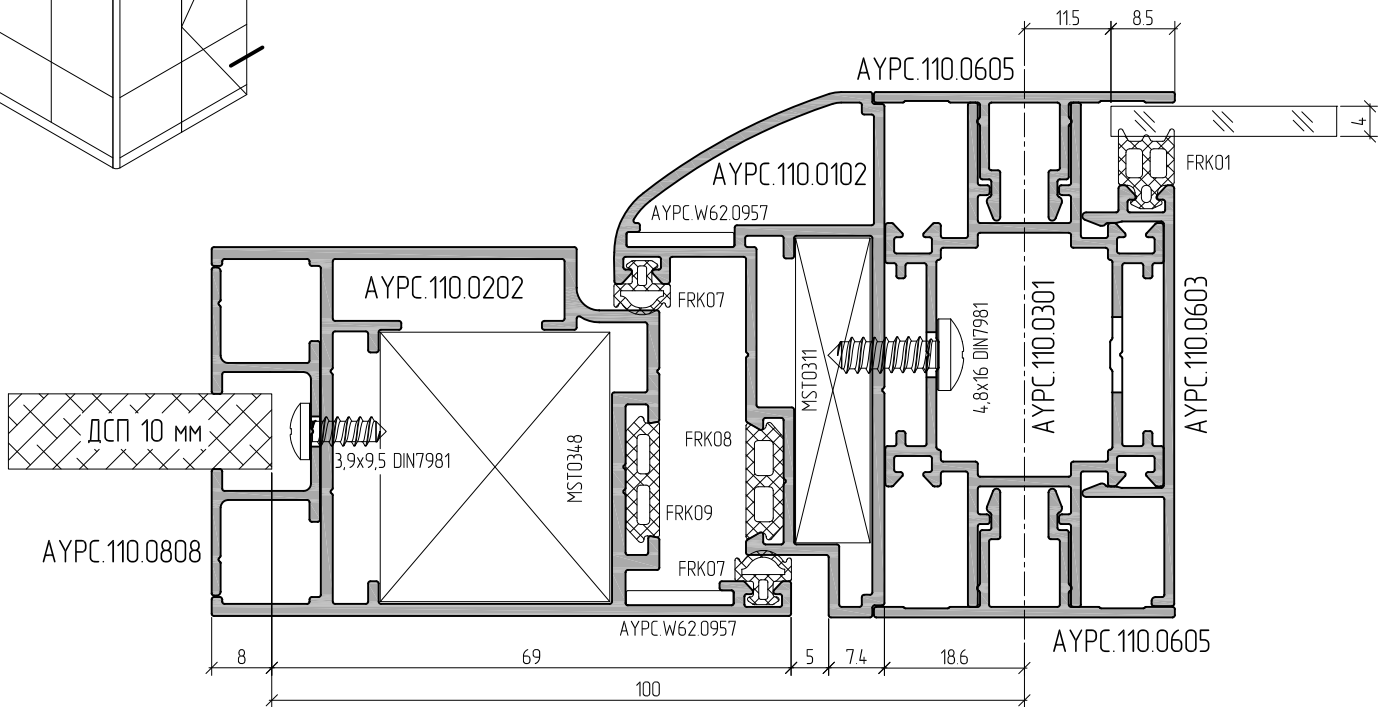 11.5
8.5
AYPC.110.0605
4
AYPC.110.0102
FRK01
AYPC.W62.0957
AYPC.110.0202
FRK07
MST0311
4,8x16 DIN7981
AYPC.110.0301
AYPC.110.0603
ДСП 10 мм
3,9x9,5 DIN7981
MST0348
FRK08
FRK09
AYPC.110.0808
FRK07
AYPC.W62.0957
AYPC.110.0605
8
69
5
7.4
18.6
100